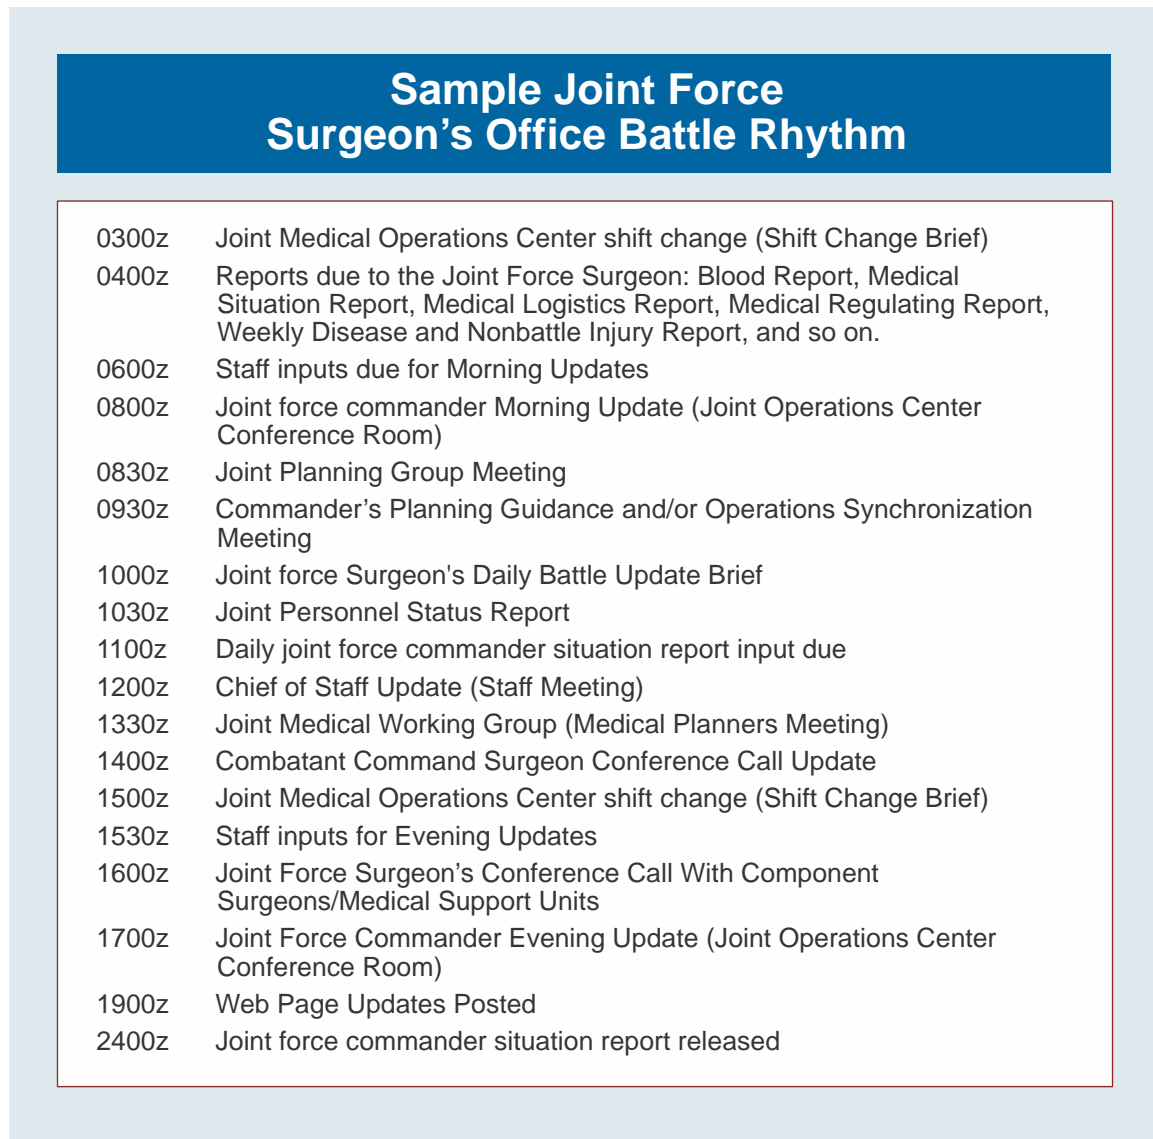 Sample Joint Force
Surgeon’s Office Battle Rhythm
0300z Joint Medical Operations Center shift change (Shift Change Brief)
0400z Reports due to the Joint Force Surgeon: Blood Report, Medical
Situation Report, Medical Logistics Report, Medical Regulating Report,
Weekly Disease and Nonbattle Injury Report, and so on.
0600z Staff inputs due for Morning Updates
0800z Joint force commander Morning Update (Joint Operations Center
Conference Room)
0830z Joint Planning Group Meeting
0930z Commander’s Planning Guidance and/or Operations Synchronization
Meeting
1000z Joint force Surgeon's Daily Battle Update Brief
1030z Joint Personnel Status Report
1100z Daily joint force commander situation report input due
1200z Chief of Staff Update (Staff Meeting)
1330z Joint Medical Working Group (Medical Planners Meeting)
1400z Combatant Command Surgeon Conference Call Update
1500z Joint Medical Operations Center shift change (Shift Change Brief)
1530z Staff inputs for Evening Updates
1600z Joint Force Surgeon’s Conference Call With Component
Surgeons/Medical Support Units
1700z Joint Force Commander Evening Update (Joint Operations Center
Conference Room)
1900z Web Page Updates Posted
2400z Joint force commander situation report released